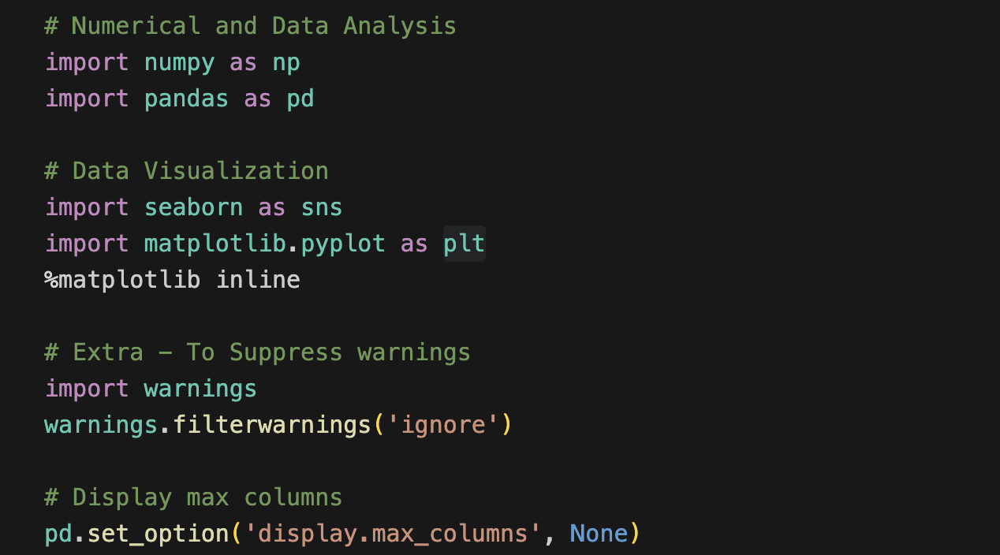 # Numerical and Data Analysis
import numpy as np
import pandas as pd
# Data Visualization
import seaborn as sns
import matplotlib.pyplot as plt
%matplotlib inline
# Extra – To Suppress warnings
import warnings
warnings.filterwarnings('ignore')
# Display max columns
pd.set_option('display.max_columns', None)